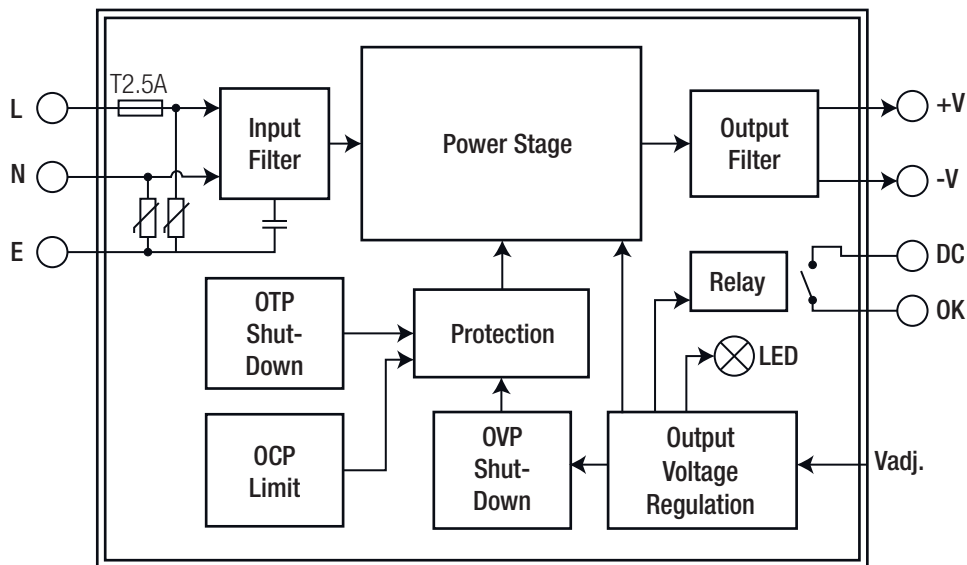 T2.5A
L
N
E
Input
Filter
Power Stage
Output
Filter
+V
-V
DC
OK
Relay
LED
OTP
Shut-
Down
Protection
OCP
Limit
OVP
Shut-
Down
Output
Voltage
Regulation
Vadj.